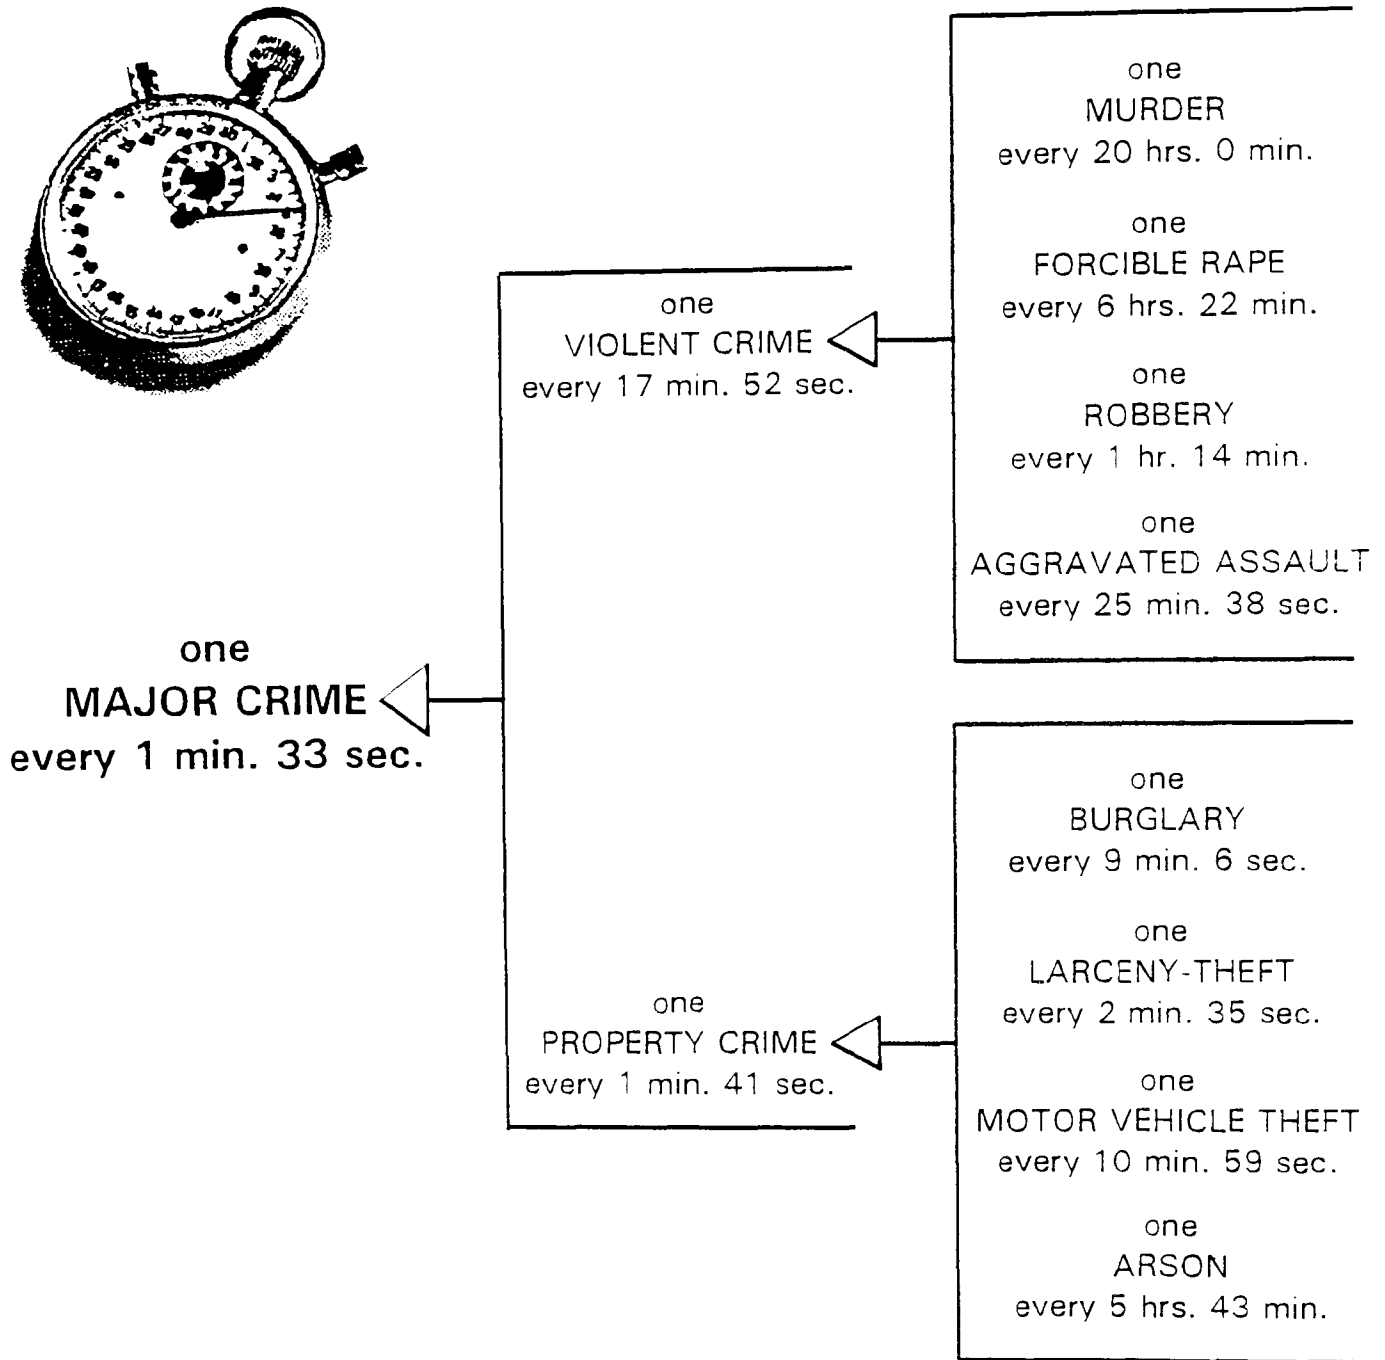 one
MURDER
every 20 hrs. 0 min.
one
FORCIBLE RAPE
every 6 hrs. 22 min.
one
ROBBERY
every 1 hr. 14 min.
one
AGGRAVATED ASSAULT
every 25 min. 38 sec.
one
VIOLENT CRIME
every 17 min. 52 sec.
one
MAJOR CRIME
every 1 min. 33 sec.
one
PROPERTY CRIME
every 1 min. 41 sec.
one
BURGLARY
every 9 min. 6 sec.
one
LARCENY-THEFT
every 2 min. 35 sec.
one
MOTOR VEHICLE THEFT
every 10 min. 59 sec.
one
ARSON
every 5 hrs. 43 min.